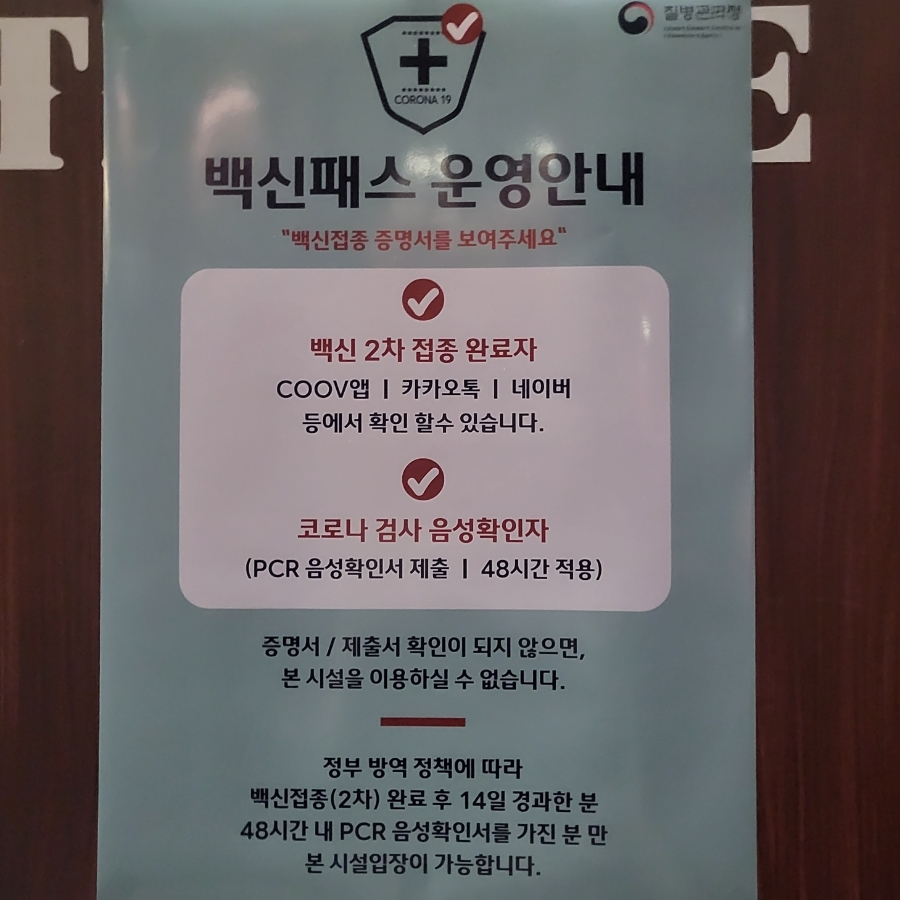 질병관리청
CORONA 19
백신패스 운영안내
"백신접종 증명서를 보여주세요"
백신 2차 접종 완료자
COOV앱 | 카카오톡 | 네이버
등에서 확인 할수 있습니다.
코로나 검사 음성확인자
(PCR 음성확인서 제출 | 48시간 적용)
증명서 / 제출서 확인이 되지 않으면,
본 시설을 이용하실 수 없습니다.
정부 방역 정책에 따라
백신접종(2차) 완료 후 14일 경과한 분
48시간 내 PCR 음성확인서를 가진 분 만
본 시설입장이 가능합니다.